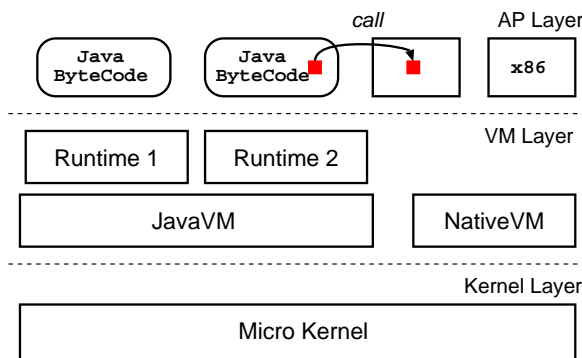 call
AP Layer
Java
ByteCode
Java
ByteCode
x86
VM Layer
Runtime 1
Runtime 2
JavaVM
NativeVM
Kernel Layer
Micro Kernel